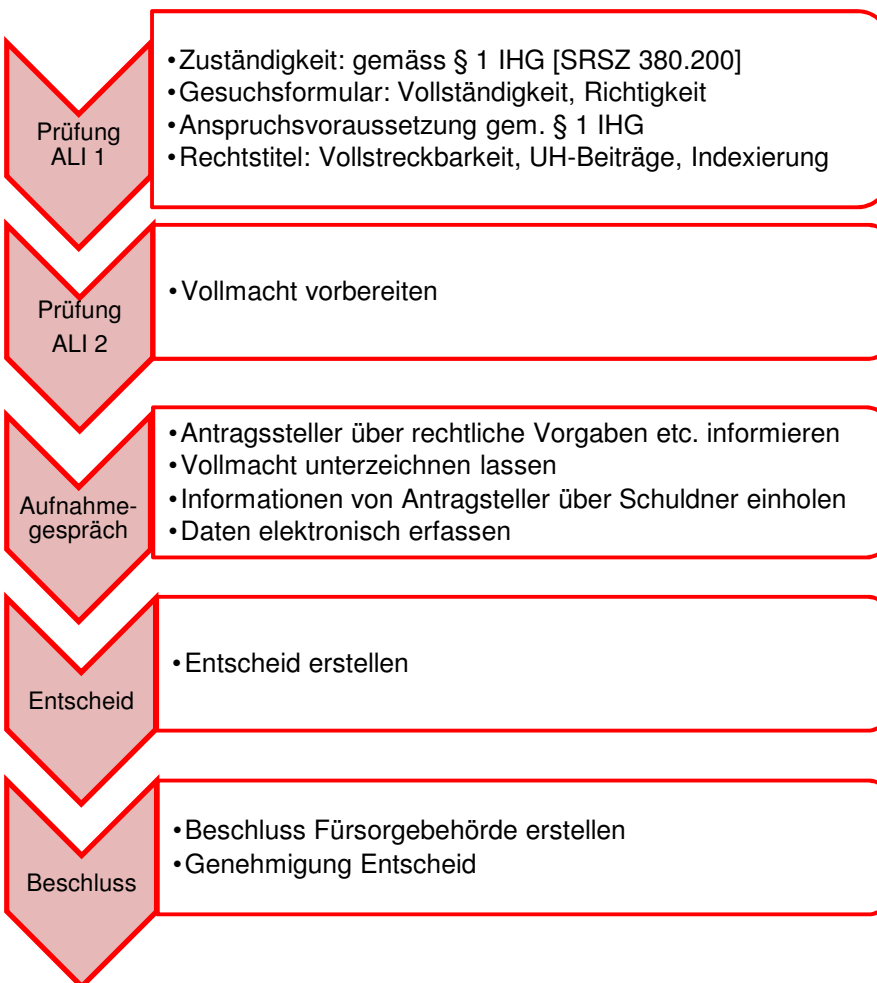 Prüfung
ALI 1
•Zuständigkeit: gemäss § 1 IHG [SRSZ 380.200]
•Gesuchsformular: Vollständigkeit, Richtigkeit
•Anspruchsvoraussetzung gem. § 1 IHG
•Rechtstitel: Vollstreckbarkeit, UH-Beiträge, Indexierung
Prüfung
ALI 2
•Vollmacht vorbereiten
Aufnahme-
gespräch
•Antragssteller über rechtliche Vorgaben etc. informieren
•Vollmacht unterzeichnen lassen
•Informationen von Antragsteller über Schuldner einholen
•Daten elektronisch erfassen
Entscheid
•Entscheid erstellen
Beschluss
•Beschluss Fürsorgebehörde erstellen
•Genehmigung Entscheid